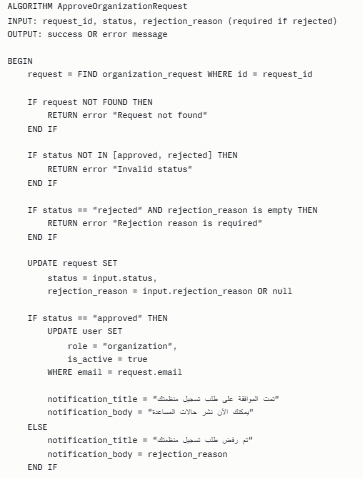 ALGORITHM ApproveOrganizationRequest
INPUT: request_id, status, rejection_reason (required if rejected)
OUTPUT: success OR error message
BEGIN
request = FIND organization_request WHERE id = request_id
IF request NOT FOUND THEN
RETURN error "Request not found"
END IF
IF status NOT IN [approved, rejected] THEN
RETURN error "Invalid status"
END IF
IF status == "rejected" AND rejection_reason is empty THEN
RETURN error "Rejection reason is required"
END IF
UPDATE request SET
status = input.status,
rejection_reason = input.rejection_reason OR null
IF status == "approved" THEN
UPDATE user SET
role = "organization",
is_active = true
WHERE email = request.email
notification_title = "تمت الموافقة على طلب تسجيل منظمتك"
notification_body = "يمكنك الآن نشر حالات المساعدة"
ELSE
notification_title = "تم رفض طلب تسجيل منظمتك"
notification_body = rejection_reason
END IF